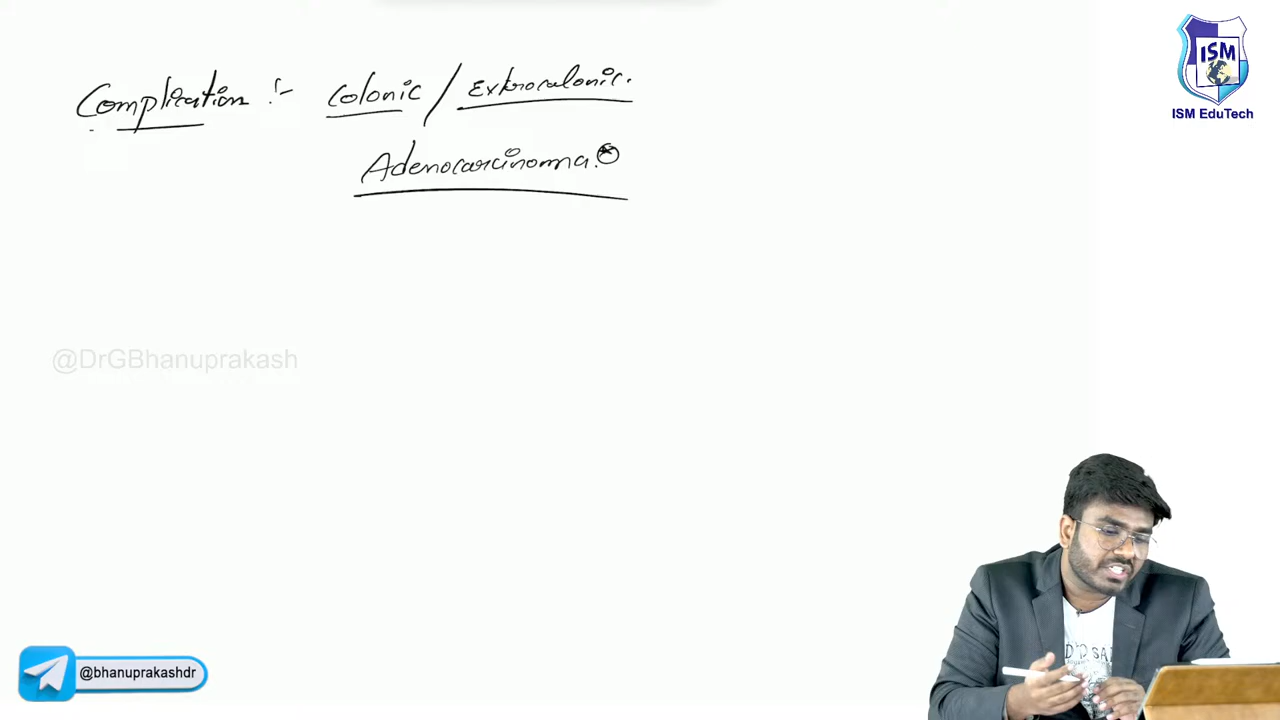 Complication :- Colonic / Extracolonic.
Adenocarcinoma.
ISM
ISM EduTech
@DrGBhanuprakash
@bhanuprakashdr